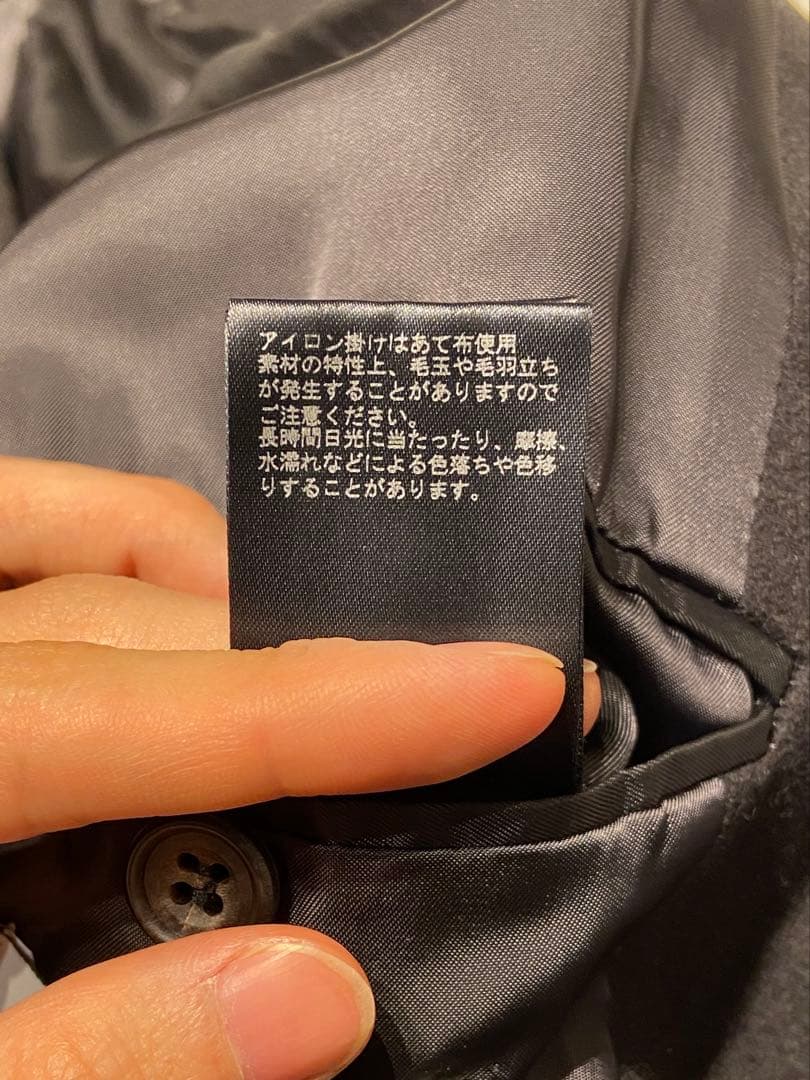 アイロン掛けはあて布使用
素材の特性上、毛玉や毛羽立ち
が発生することがありますので
ご注意ください。
長時間日光に当たったり、摩擦、
水濡れなどによる色落ちや色移
りすることがあります。